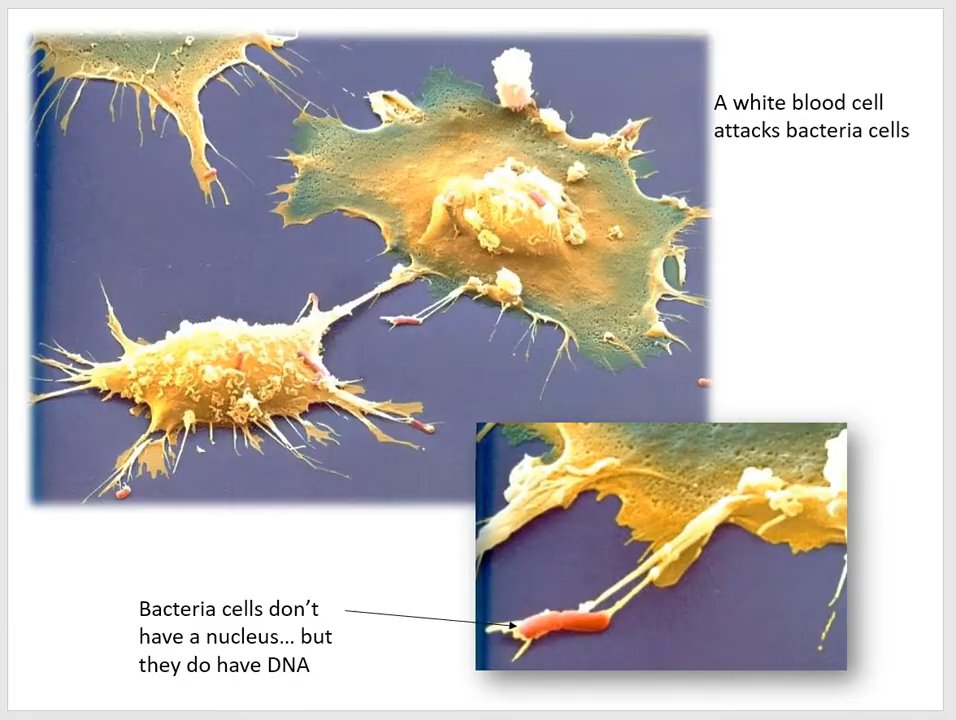 A white blood cell
attacks bacteria cells
Bacteria cells don’t
have a nucleus… but
they do have DNA